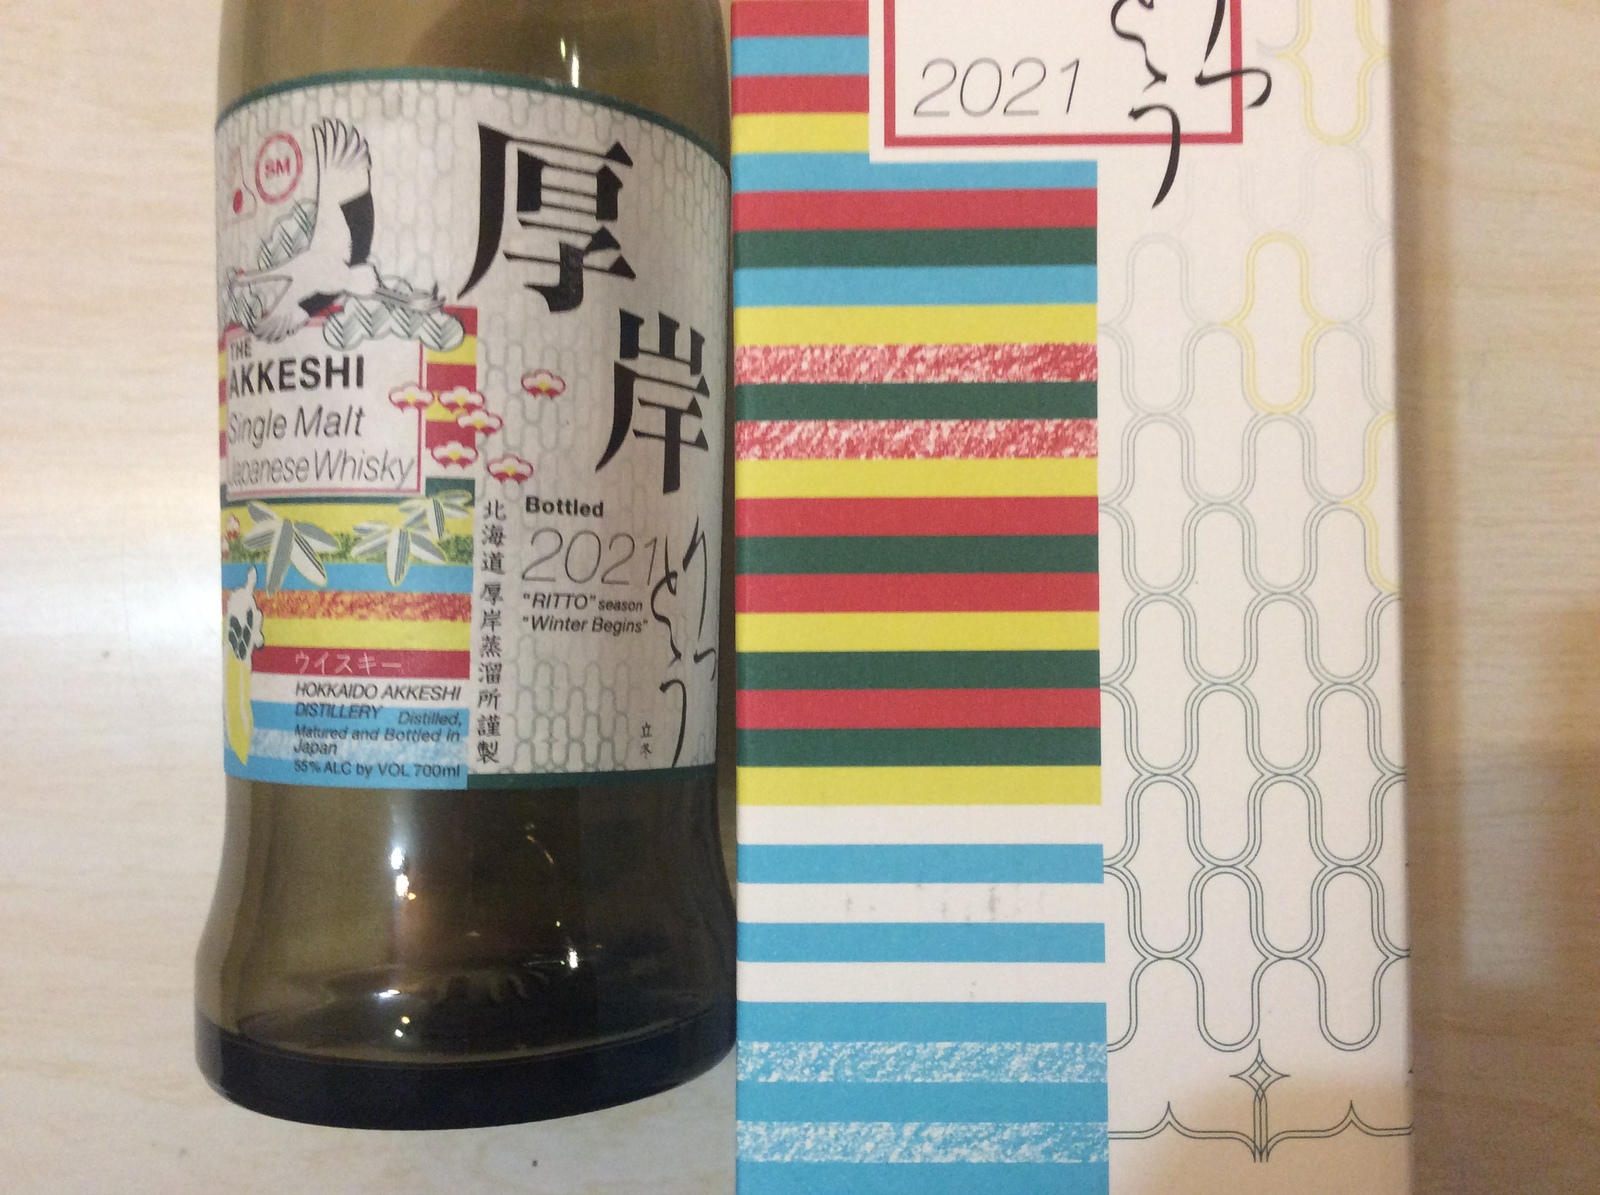 SM
厚岸
THE
AKKESHI
Single Malt
Japanese Whisky
Bottled
2021
"RITTO" season
"Winter Begins"
りっとう
立冬
北海道 厚岸蒸溜所 謹製
ウイスキー
HOKKAIDO AKKESHI
DISTILLERY Distilled,
Matured and Bottled in
Japan
55% ALC by VOL 700ml
2021